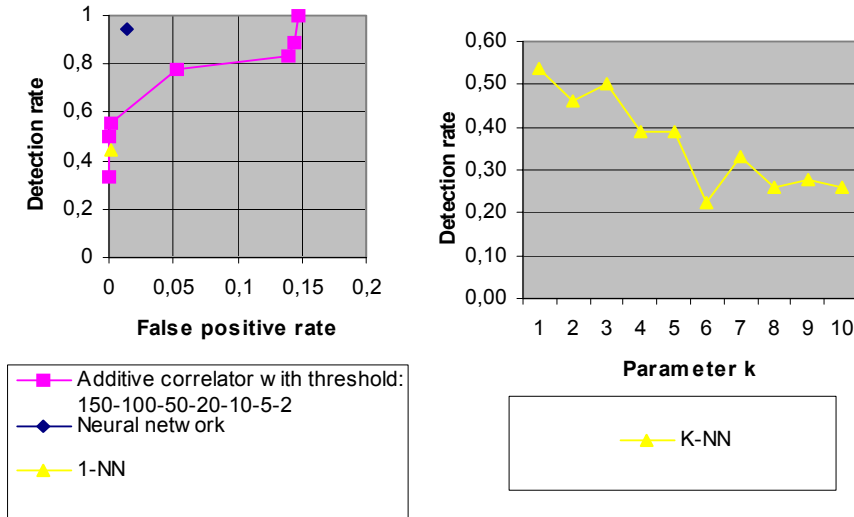 1
0,8
0,6
0,4
0,2
0
Detection rate
0 0,05 0,1 0,15 0,2
False positive rate
Additive correlator with threshold:
150-100-50-20-10-5-2
Neural network
1-NN
0,60
0,50
0,40
0,30
0,20
0,10
0,00
Detection rate
1 2 3 4 5 6 7 8 9 10
Parameter k
K-NN